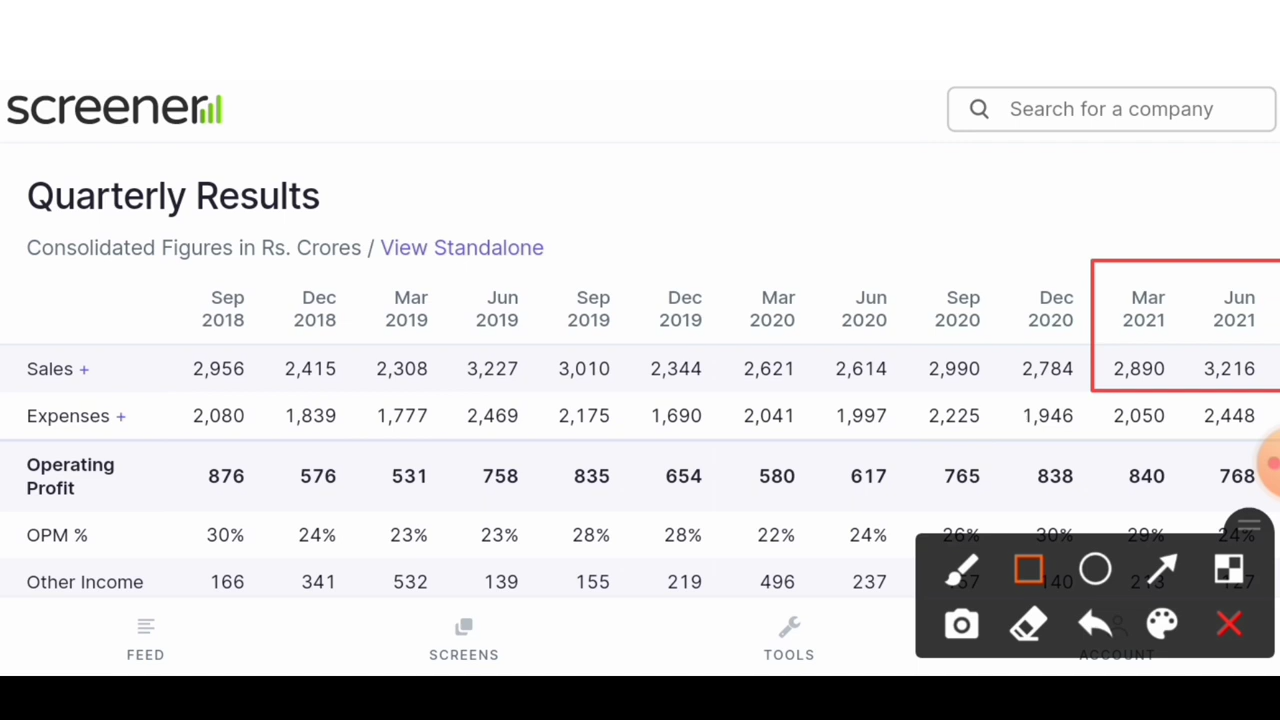 screener
Search for a company
Quarterly Results
Consolidated Figures in Rs. Crores / View Standalone
Sep 2018 Dec 2018 Mar 2019 Jun 2019 Sep 2019 Dec 2019 Mar 2020 Jun 2020 Sep 2020 Dec 2020 Mar 2021 Jun 2021
Sales + 2,956 2,415 2,308 3,227 3,010 2,344 2,621 2,614 2,990 2,784 2,890 3,216
Expenses + 2,080 1,839 1,777 2,469 2,175 1,690 2,041 1,997 2,225 1,946 2,050 2,448
Operating Profit 876 576 531 758 835 654 580 617 765 838 840 768
OPM % 30% 24% 23% 23% 28% 28% 22% 24% 26% 30% 29% 24%
Other Income 166 341 532 139 155 219 496 237
FEED SCREENS TOOLS ACCOUNT